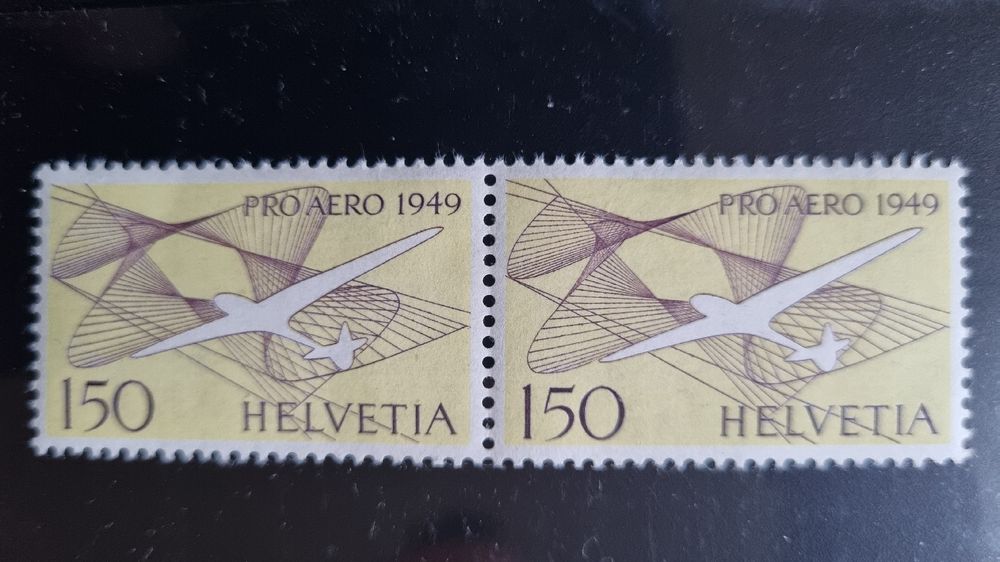 PRO AERO 1949
150 HELVETIA
PRO AERO 1949
150 HELVETIA